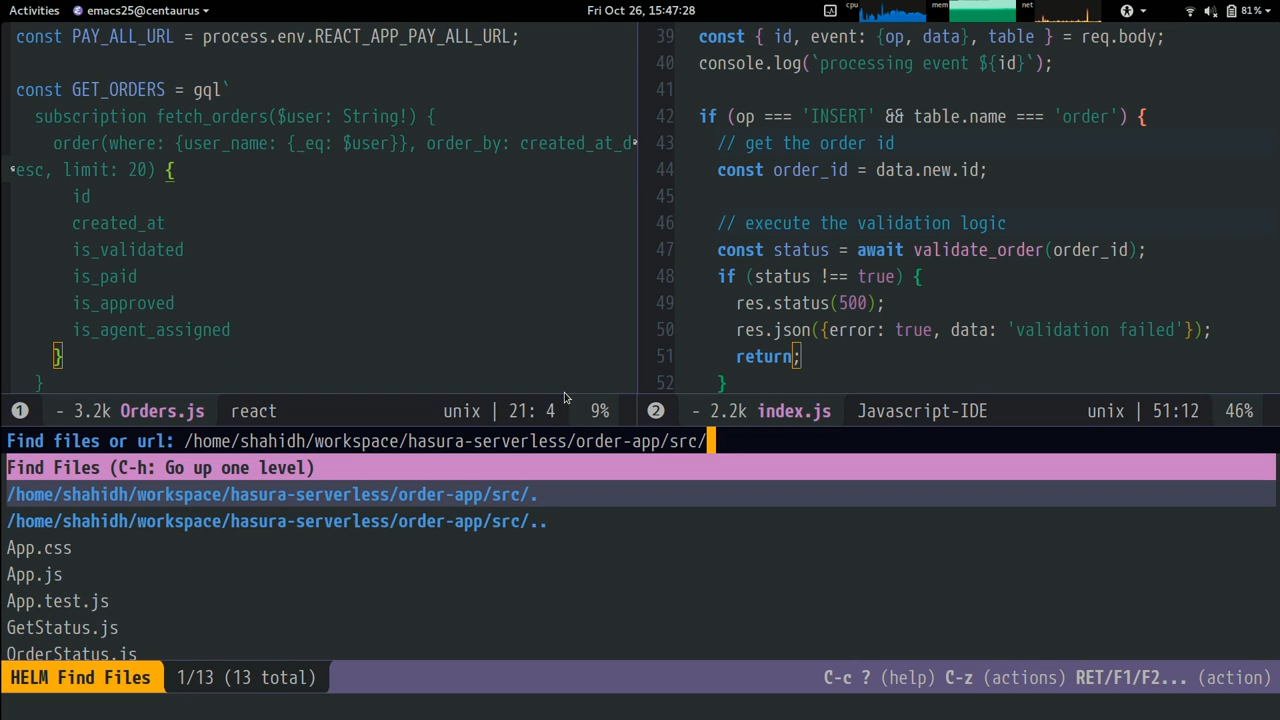 Activities emacs25@centaurus Fri Oct 26, 15:47:28 cpu mem net 81%
const PAY_ALL_URL = process.env.REACT_APP_PAY_ALL_URL;
const GET_ORDERS = gql`
subscription fetch_orders($user: String!) {
order(where: {user_name: {_eq: $user}}, order_by: created_at_d
esc, limit: 20) {
id
created_at
is_validated
is_paid
is_approved
is_agent_assigned
}
}
39 const { id, event: {op, data}, table } = req.body;
40 console.log(`processing event ${id}`);
41
42 if (op === 'INSERT' && table.name === 'order') {
43 // get the order id
44 const order_id = data.new.id;
45
46 // execute the validation logic
47 const status = await validate_order(order_id);
48 if (status !== true) {
49 res.status(500);
50 res.json({error: true, data: 'validation failed'});
51 return;
52 }
1 - 3.2k Orders.js react unix | 21: 4 9%
2 - 2.2k index.js Javascript-IDE unix | 51:12 46%
Find files or url: /home/shahidh/workspace/hasura-serverless/order-app/src/
Find Files (C-h: Go up one level)
/home/shahidh/workspace/hasura-serverless/order-app/src/.
/home/shahidh/workspace/hasura-serverless/order-app/src/..
App.css
App.js
App.test.js
GetStatus.js
OrderStatus.js
HELM Find Files 1/13 (13 total) C-c ? (help) C-z (actions) RET/F1/F2... (action)